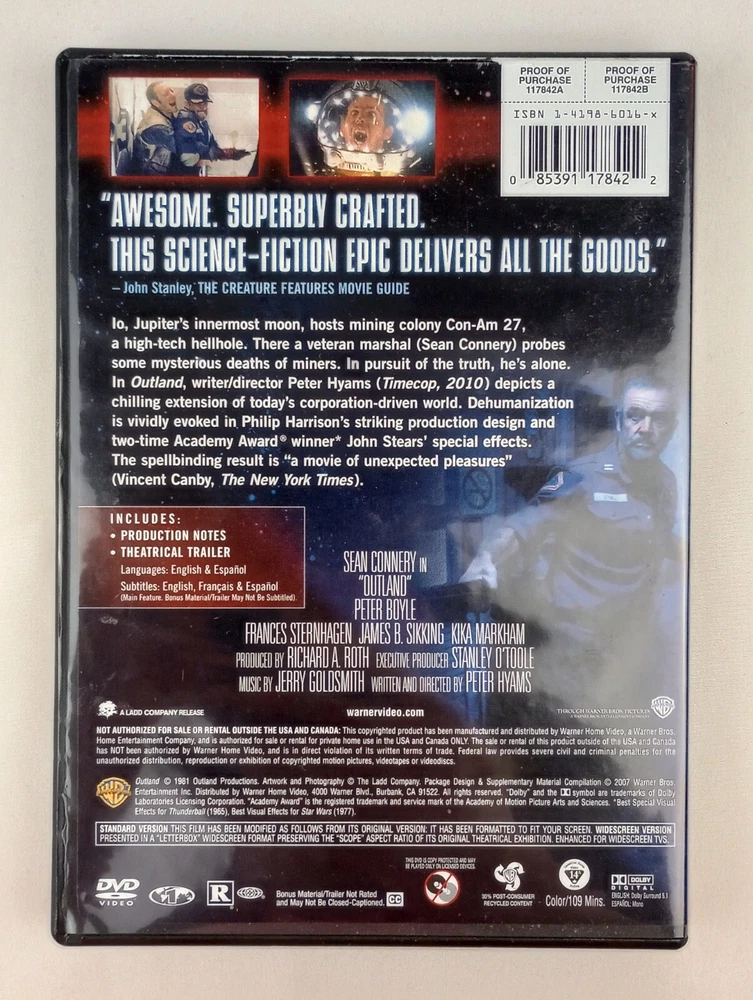 PROOF OF PURCHASE 117842A
PROOF OF PURCHASE 117842B
ISBN 1-4198-6016-x
0 85391 17842 2
"AWESOME. SUPERBLY CRAFTED.
THIS SCIENCE-FICTION EPIC DELIVERS ALL THE GOODS."
– John Stanley, THE CREATURE FEATURES MOVIE GUIDE
Io, Jupiter's innermost moon, hosts mining colony Con-Am 27,
a high-tech hellhole. There a veteran marshal (Sean Connery) probes
some mysterious deaths of miners. In pursuit of the truth, he's alone.
In Outland, writer/director Peter Hyams (Timecop, 2010) depicts a
chilling extension of today's corporation-driven world. Dehumanization
is vividly evoked in Philip Harrison's striking production design and
two-time Academy Award® winner* John Stears' special effects.
The spellbinding result is "a movie of unexpected pleasures"
(Vincent Canby, The New York Times).
INCLUDES:
• PRODUCTION NOTES
• THEATRICAL TRAILER
Languages: English & Español
Subtitles: English, Français & Español
(Main Feature. Bonus Material/Trailer May Not Be Subtitled).
SEAN CONNERY IN
"OUTLAND"
PETER BOYLE
FRANCES STERNHAGEN JAMES B. SIKKING KIKA MARKHAM
PRODUCED BY RICHARD A. ROTH EXECUTIVE PRODUCER STANLEY O'TOOLE
MUSIC BY JERRY GOLDSMITH WRITTEN AND DIRECTED BY PETER HYAMS
A LADD COMPANY RELEASE
warnervideo.com
THROUGH WARNER BROS. PICTURES
NOT AUTHORIZED FOR SALE OR RENTAL OUTSIDE THE USA AND CANADA: This copyrighted product has been manufactured and distributed by Warner Home Video, a Warner Bros.
Home Entertainment Company, and is authorized for sale or rental for private home use in the USA and Canada ONLY. The sale or rental of this product outside of the USA and Canada
has NOT been authorized by Warner Home Video, and is in direct violation of its written terms of trade. Federal law provides severe civil and criminal penalties for the
unauthorized distribution, reproduction or exhibition of copyrighted motion pictures, videotapes or videodiscs.
Outland © 1981 Outland Productions. Artwork and Photography © The Ladd Company. Package Design & Supplementary Material Compilation © 2007 Warner Bros.
Entertainment Inc. Distributed by Warner Home Video, 4000 Warner Blvd., Burbank, CA 91522. All rights reserved. "Dolby" and the DD symbol are trademarks of Dolby
Laboratories Licensing Corporation. "Academy Award" is the registered trademark and service mark of the Academy of Motion Picture Arts and Sciences. *Best Special Visual
Effects for Thunderball (1965), Best Visual Effects for Star Wars (1977).
STANDARD VERSION THIS FILM HAS BEEN MODIFIED AS FOLLOWS FROM ITS ORIGINAL VERSION: IT HAS BEEN FORMATTED TO FIT YOUR SCREEN. WIDESCREEN VERSION
PRESENTED IN A "LETTERBOX" WIDESCREEN FORMAT PRESERVING THE "SCOPE" ASPECT RATIO OF ITS ORIGINAL THEATRICAL EXHIBITION. ENHANCED FOR WIDESCREEN TVS.
THIS DVD IS COPY PROTECTED AND MAY
BE PLAYED ONLY ON LICENSED DEVICES.
DVD VIDEO
1
R
Bonus Material/Trailer Not Rated
and May Not Be Closed-Captioned. CC
30% POST-CONSUMER
RECYCLED CONTENT
14
Color/109 Mins.
DOLBY
DIGITAL
ENGLISH: Dolby Surround 5.1
ESPAÑOL: Mono